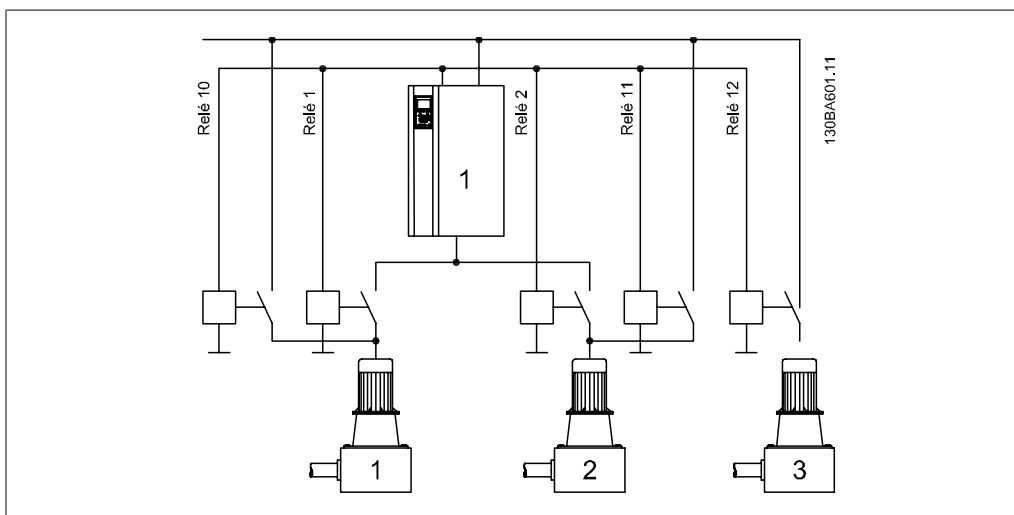 Relé 10
Relé 1
Relé 2
Relé 11
Relé 12
130BA601.11
1
1
2
3